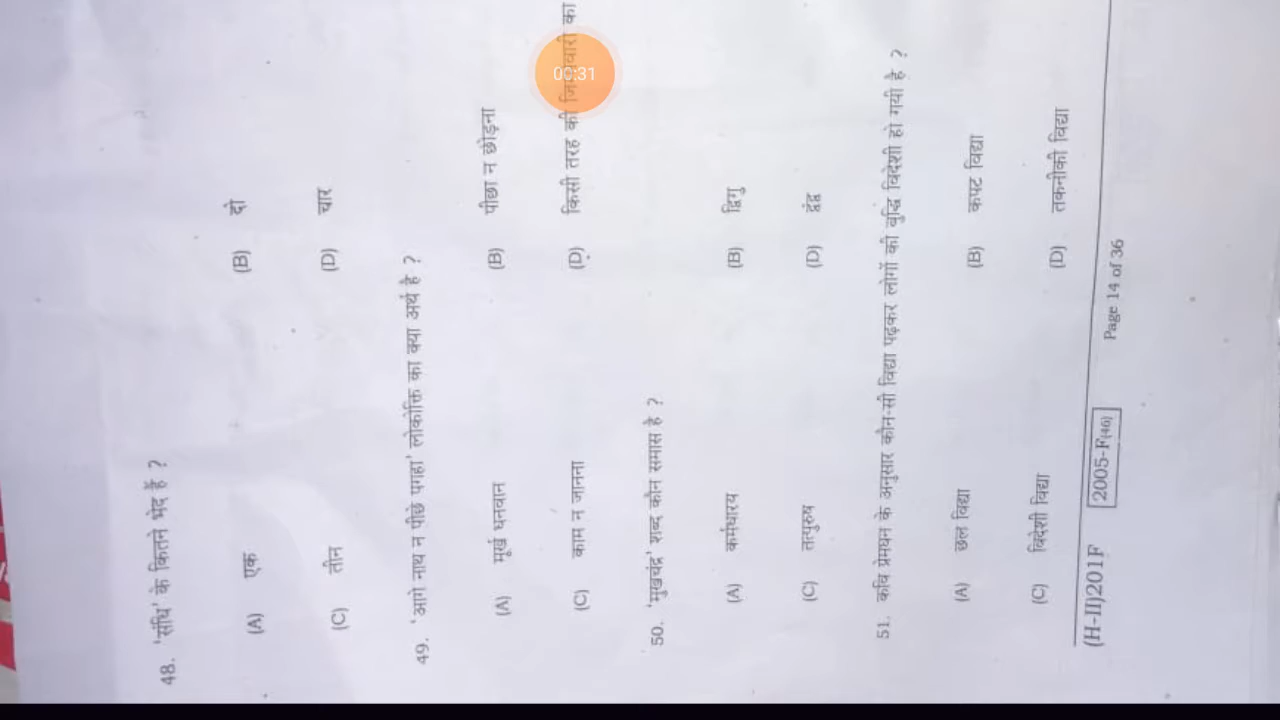 48. 'संधि' के कितने भेद हैं ?
(A) एक (B) दो
(C) तीन (D) चार
49. 'आगे नाथ न पीछे पगहा' लोकोक्ति का क्या अर्थ है ?
(A) मूर्ख धनवान (B) पीछा न छोड़ना
(C) काम न जानना (D) किसी तरह की का
50. 'मुखचंद्र' शब्द कौन समास है ?
(A) कर्मधारय (B) द्विगु
(C) तत्पुरुष (D) द्वंद्व
51. कवि प्रेमघन के अनुसार कौन-सी विद्या पढ़कर लोगों की बुद्धि विदेशी हो गयी है ?
(A) छल विद्या (B) कपट विद्या
(C) विदेशी विद्या (D) तकनीकी विद्या
(H-II)201F 2005-F(46) Page 14 of 36
00:31